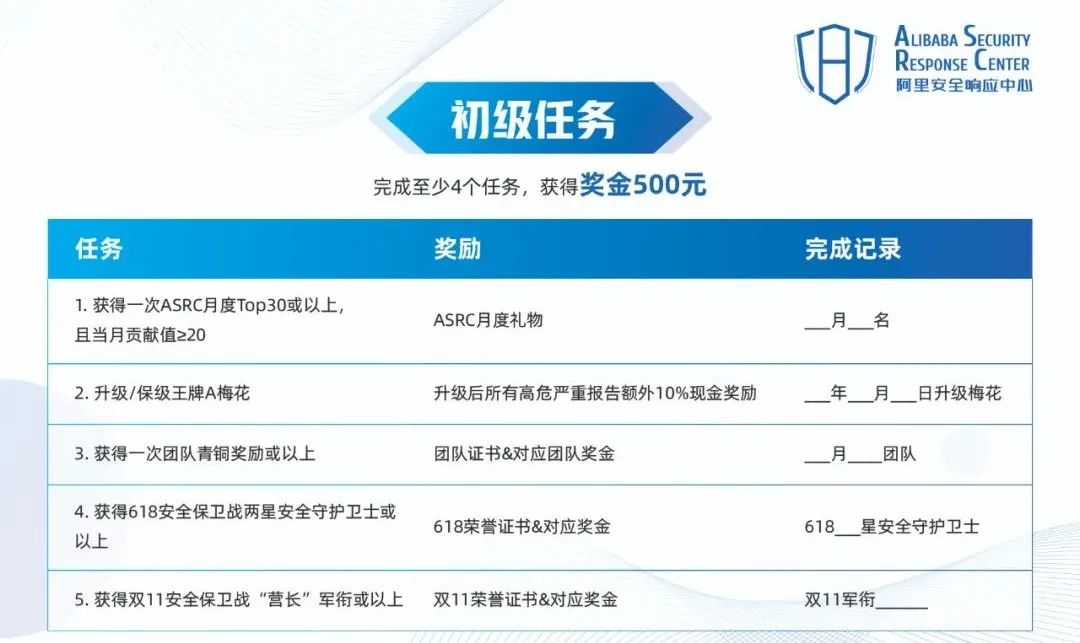 ALIBABA SECURITY
RESPONSE CENTER
阿里安全响应中心
初级任务
完成至少4个任务，获得奖金500元
任务 奖励 完成记录
1. 获得一次ASRC月度Top30或以上，
且当月贡献值≥20
ASRC月度礼物
___月___名
2. 升级/保级王牌A梅花 升级后所有高危严重报告额外10%现金奖励 ___年___月___日升级梅花
3. 获得一次团队青铜奖励或以上 团队证书&对应团队奖金 ___月____团队
4. 获得618安全保卫战两星安全守护卫士或
以上
618荣誉证书&对应奖金
618___星安全守护卫士
5. 获得双11安全保卫战“营长”军衔或以上 双11荣誉证书&对应奖金 双11军衔______